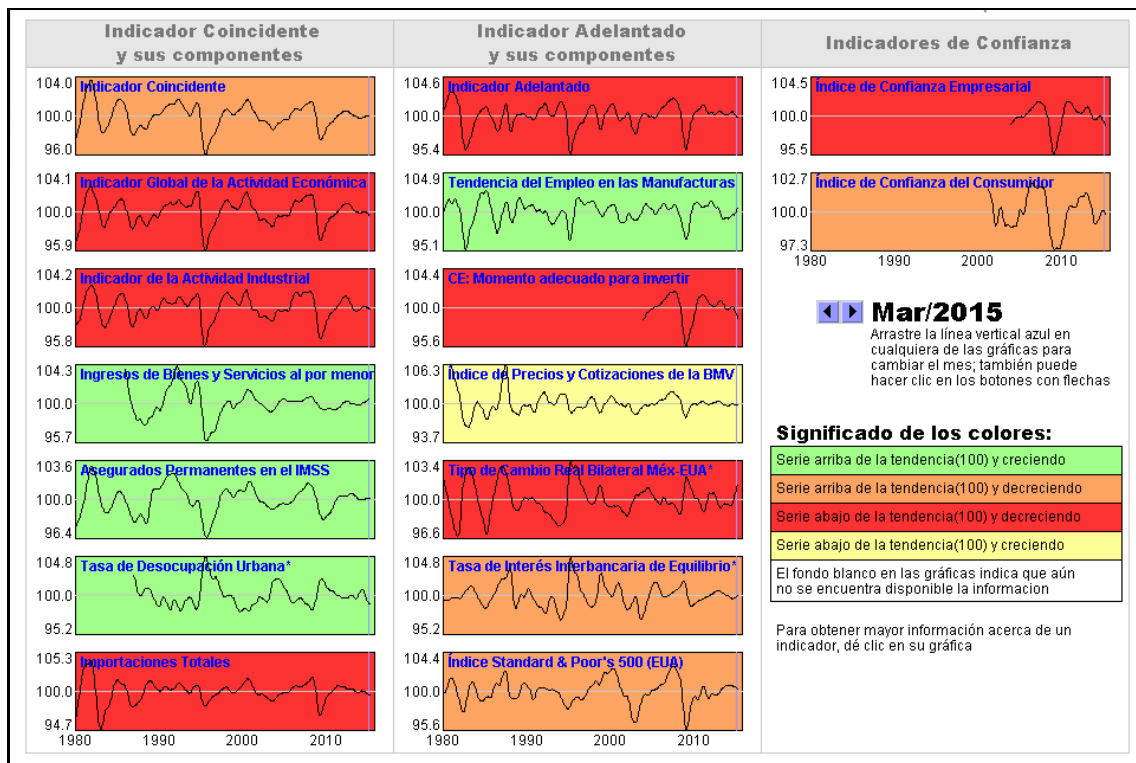 Indicador Coincidente
y sus componentes
104.0
Indicador Coincidente
100.0
96.0
104.1
Indicador Global de la Actividad Económica
100.0
95.9
104.2
Indicador de la Actividad Industrial
100.0
95.8
104.3
Ingresos de Bienes y Servicios al por menor
100.0
95.7
103.6
Asegurados Permanentes en el IMSS
100.0
96.4
104.8
Tasa de Desocupación Urbana*
100.0
95.2
105.3
Importaciones Totales
100.0
94.7
1980 1990 2000 2010
Indicador Adelantado
y sus componentes
104.6
Indicador Adelantado
100.0
95.4
104.9
Tendencia del Empleo en las Manufacturas
100.0
95.1
104.4
CE: Momento adecuado para invertir
100.0
95.6
106.3
Índice de Precios y Cotizaciones de la BMV
100.0
93.7
103.4
Tipo de Cambio Real Bilateral Méx-EUA*
100.0
96.6
104.8
Tasa de Interés Interbancaria de Equilibrio*
100.0
95.2
104.4
Índice Standard & Poor's 500 (EUA)
100.0
95.6
1980 1990 2000 2010
Indicadores de Confianza
104.5
Índice de Confianza Empresarial
100.0
95.5
102.7
Índice de Confianza del Consumidor
100.0
97.3
1980 1990 2000 2010
Mar/2015
Arrastre la línea vertical azul en
cualquiera de las gráficas para
cambiar el mes; también puede
hacer clic en los botones con flechas
Significado de los colores:
Serie arriba de la tendencia(100) y creciendo
Serie arriba de la tendencia(100) y decreciendo
Serie abajo de la tendencia(100) y decreciendo
Serie abajo de la tendencia(100) y creciendo
El fondo blanco en las gráficas indica que aún
no se encuentra disponible la informacion
Para obtener mayor información acerca de un
indicador, dé clic en su gráfica